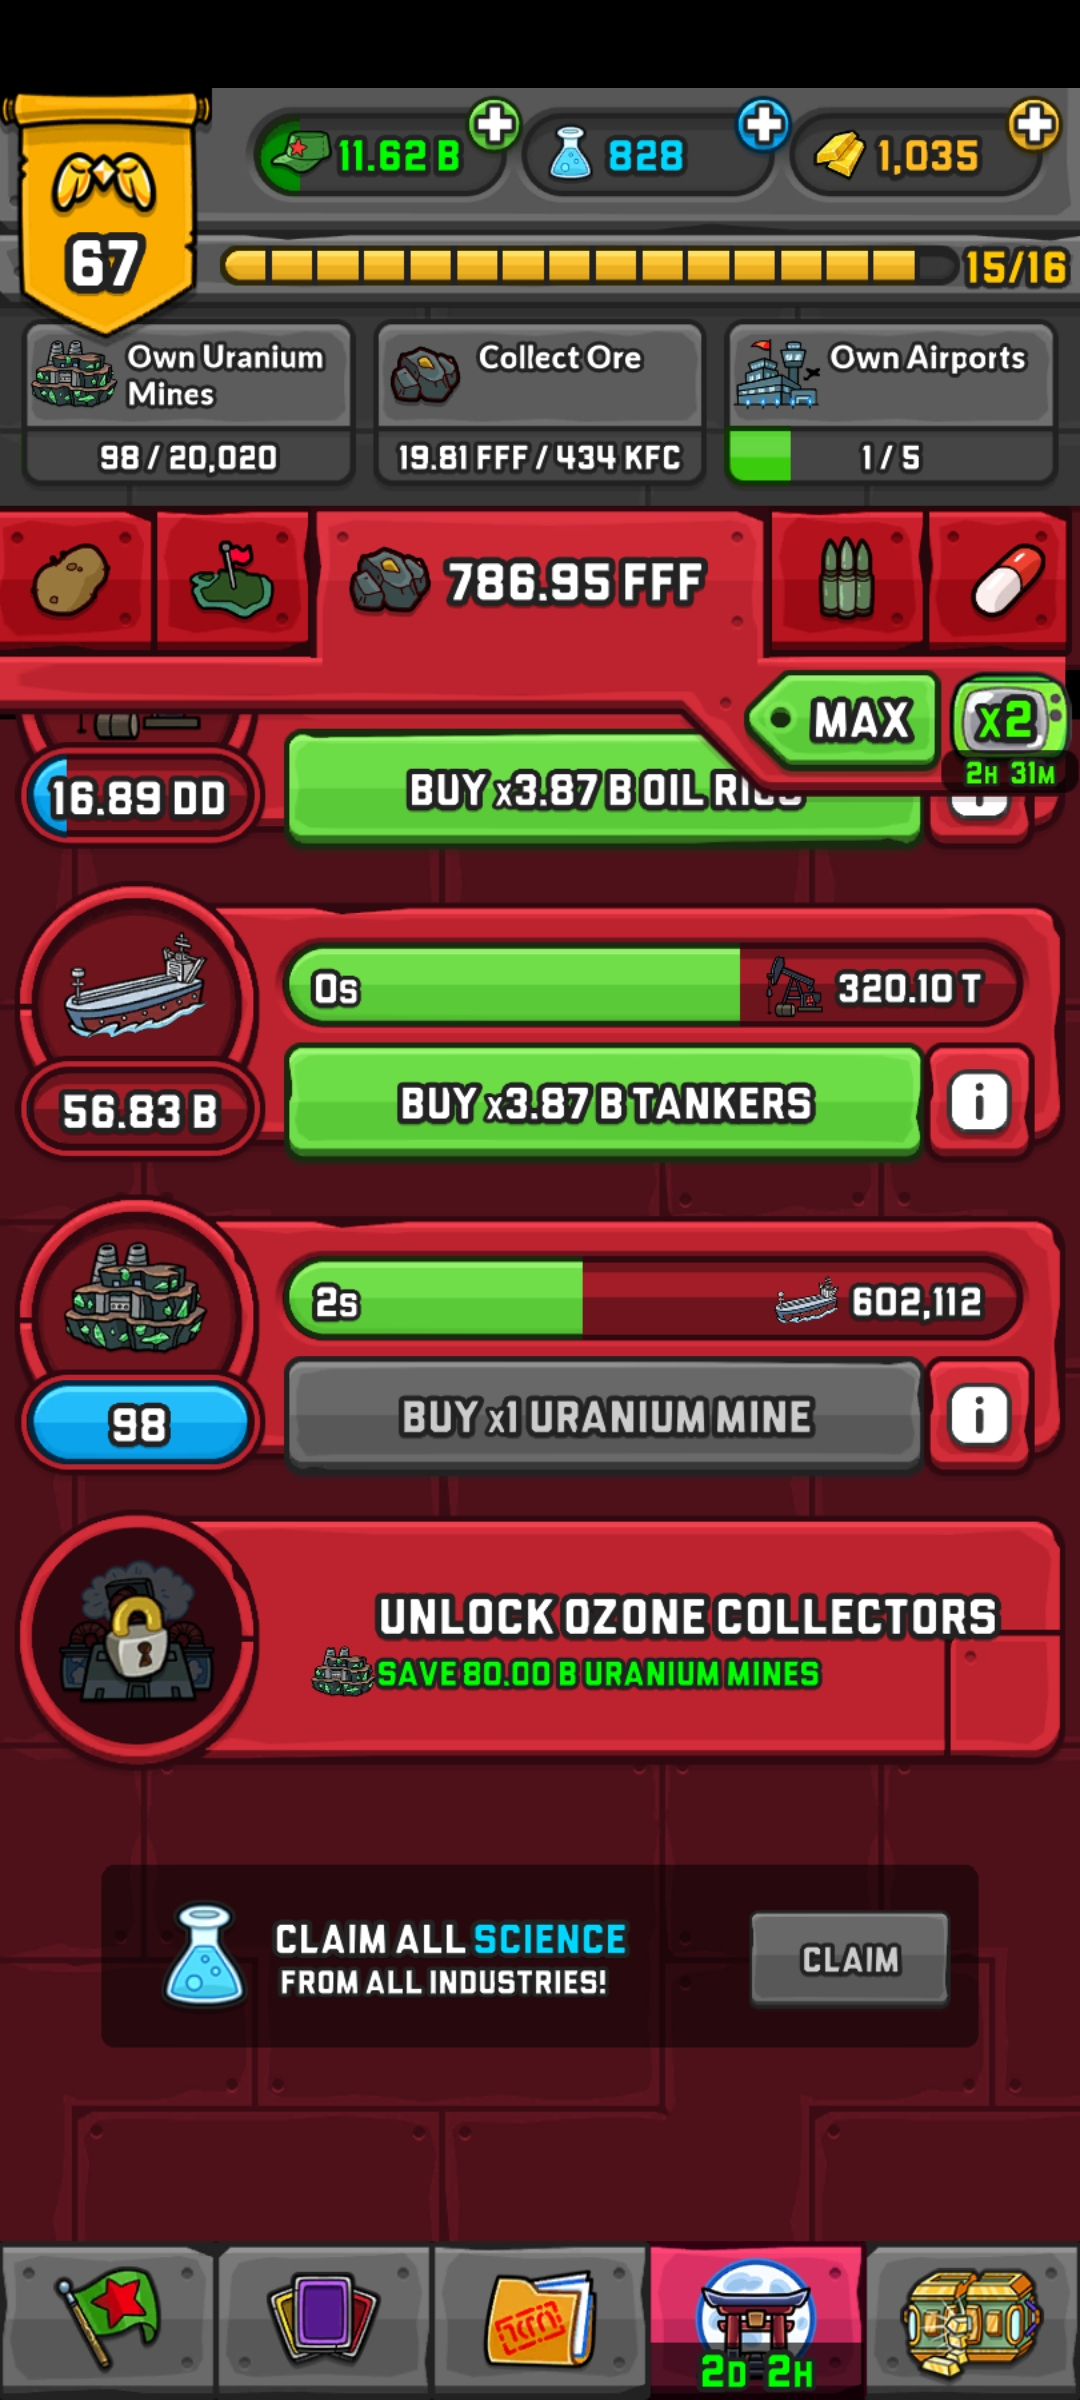 11.62 B
828
1,035
67
15/16
Own Uranium
Mines
98 / 20,020
Collect Ore
19.81 FFF / 434 KFC
Own Airports
1 / 5
786.95 FFF
MAX
x2
2H 31M
16.89 DD
BUY x3.87 B OIL RIGS
0s
320.10 T
56.83 B
BUY x3.87 B TANKERS
i
2s
602,112
98
BUY x1 URANIUM MINE
i
UNLOCK OZONE COLLECTORS
SAVE 80.00 B URANIUM MINES
CLAIM ALL SCIENCE
FROM ALL INDUSTRIES!
CLAIM
2D 2H